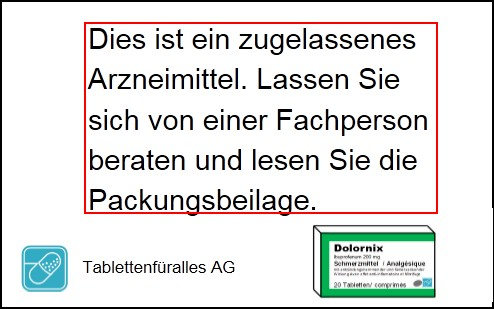 Dies ist ein zugelassenes
Arzneimittel. Lassen Sie
sich von einer Fachperson
beraten und lesen Sie die
Packungsbeilage.
Tablettenfüralles AG
Dolornix
Ibuprofenum 200 mg
Schmerzmittel / Analgésique
20 Tabletten/ comprimés